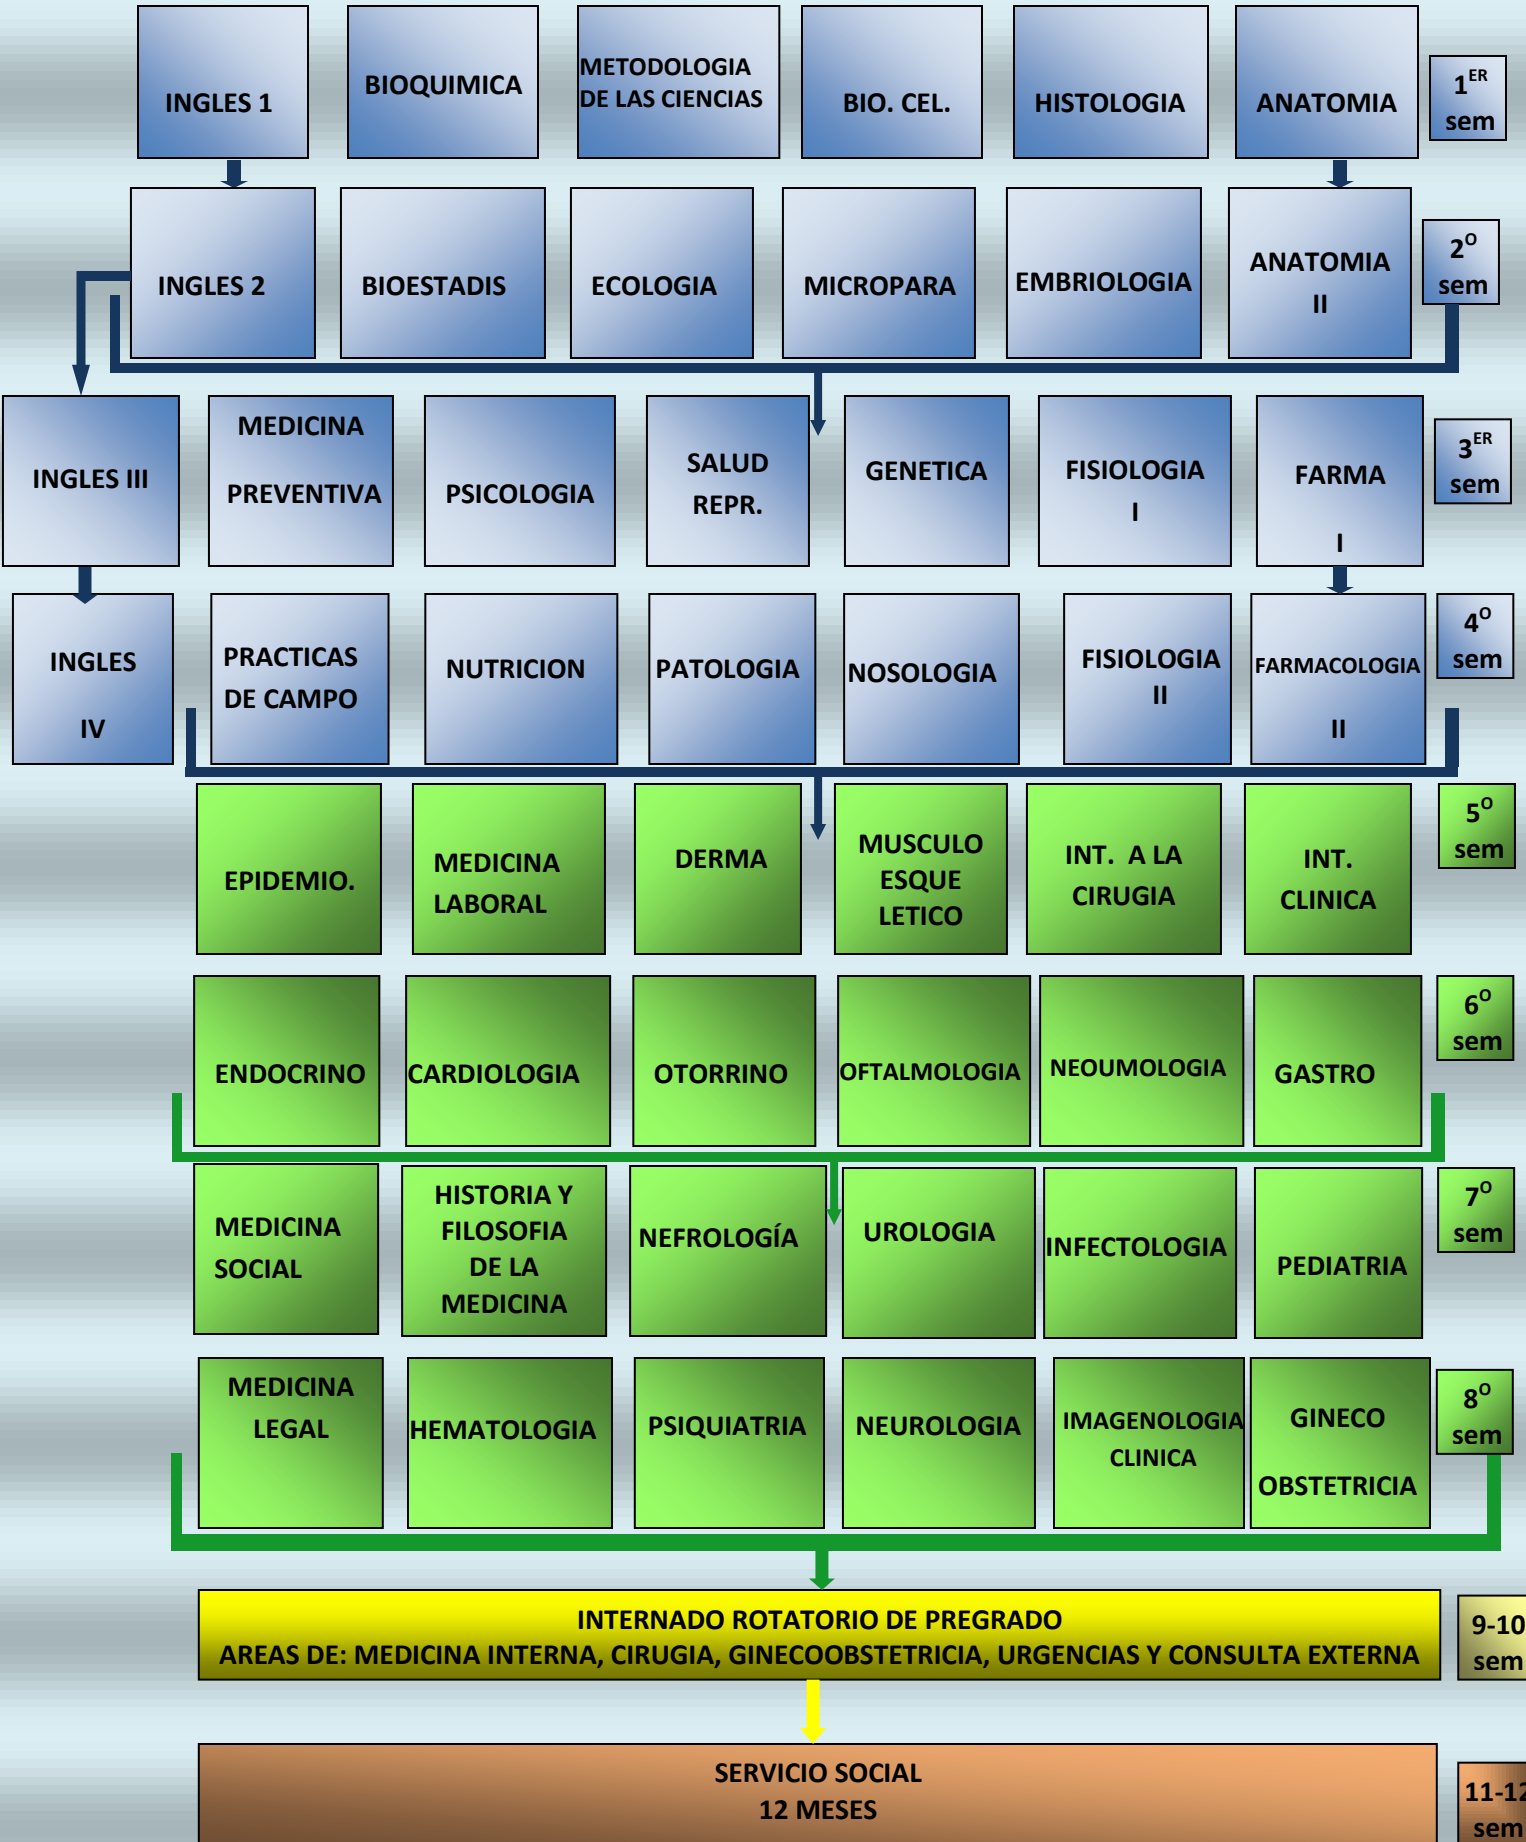 INGLES 1
BIOQUIMICA
METODOLOGIA
DE LAS CIENCIAS
BIO. CEL.
HISTOLOGIA
ANATOMIA
1ER
sem
INGLES 2
BIOESTADIS
ECOLOGIA
MICROPARA
EMBRIOLOGIA
ANATOMIA
II
2O
sem
INGLES III
MEDICINA
PREVENTIVA
PSICOLOGIA
SALUD
REPR.
GENETICA
FISIOLOGIA
I
FARMA
I
3ER
sem
INGLES
IV
PRACTICAS
DE CAMPO
NUTRICION
PATOLOGIA
NOSOLOGIA
FISIOLOGIA
II
FARMACOLOGIA
II
4O
sem
EPIDEMIO.
MEDICINA
LABORAL
DERMA
MUSCULO
ESQUE
LETICO
INT. A LA
CIRUGIA
INT.
CLINICA
5O
sem
ENDOCRINO
CARDIOLOGIA
OTORRINO
OFTALMOLOGIA
NEOUMOLOGIA
GASTRO
6O
sem
MEDICINA
SOCIAL
HISTORIA Y
FILOSOFIA
DE LA
MEDICINA
NEFROLOGÍA
UROLOGIA
INFECTOLOGIA
PEDIATRIA
7O
sem
MEDICINA
LEGAL
HEMATOLOGIA
PSIQUIATRIA
NEUROLOGIA
IMAGENOLOGIA
CLINICA
GINECO
OBSTETRICIA
8O
sem
INTERNADO ROTATORIO DE PREGRADO
AREAS DE: MEDICINA INTERNA, CIRUGIA, GINECOOBSTETRICIA, URGENCIAS Y CONSULTA EXTERNA
9-10
sem
SERVICIO SOCIAL
12 MESES
11-12
sem